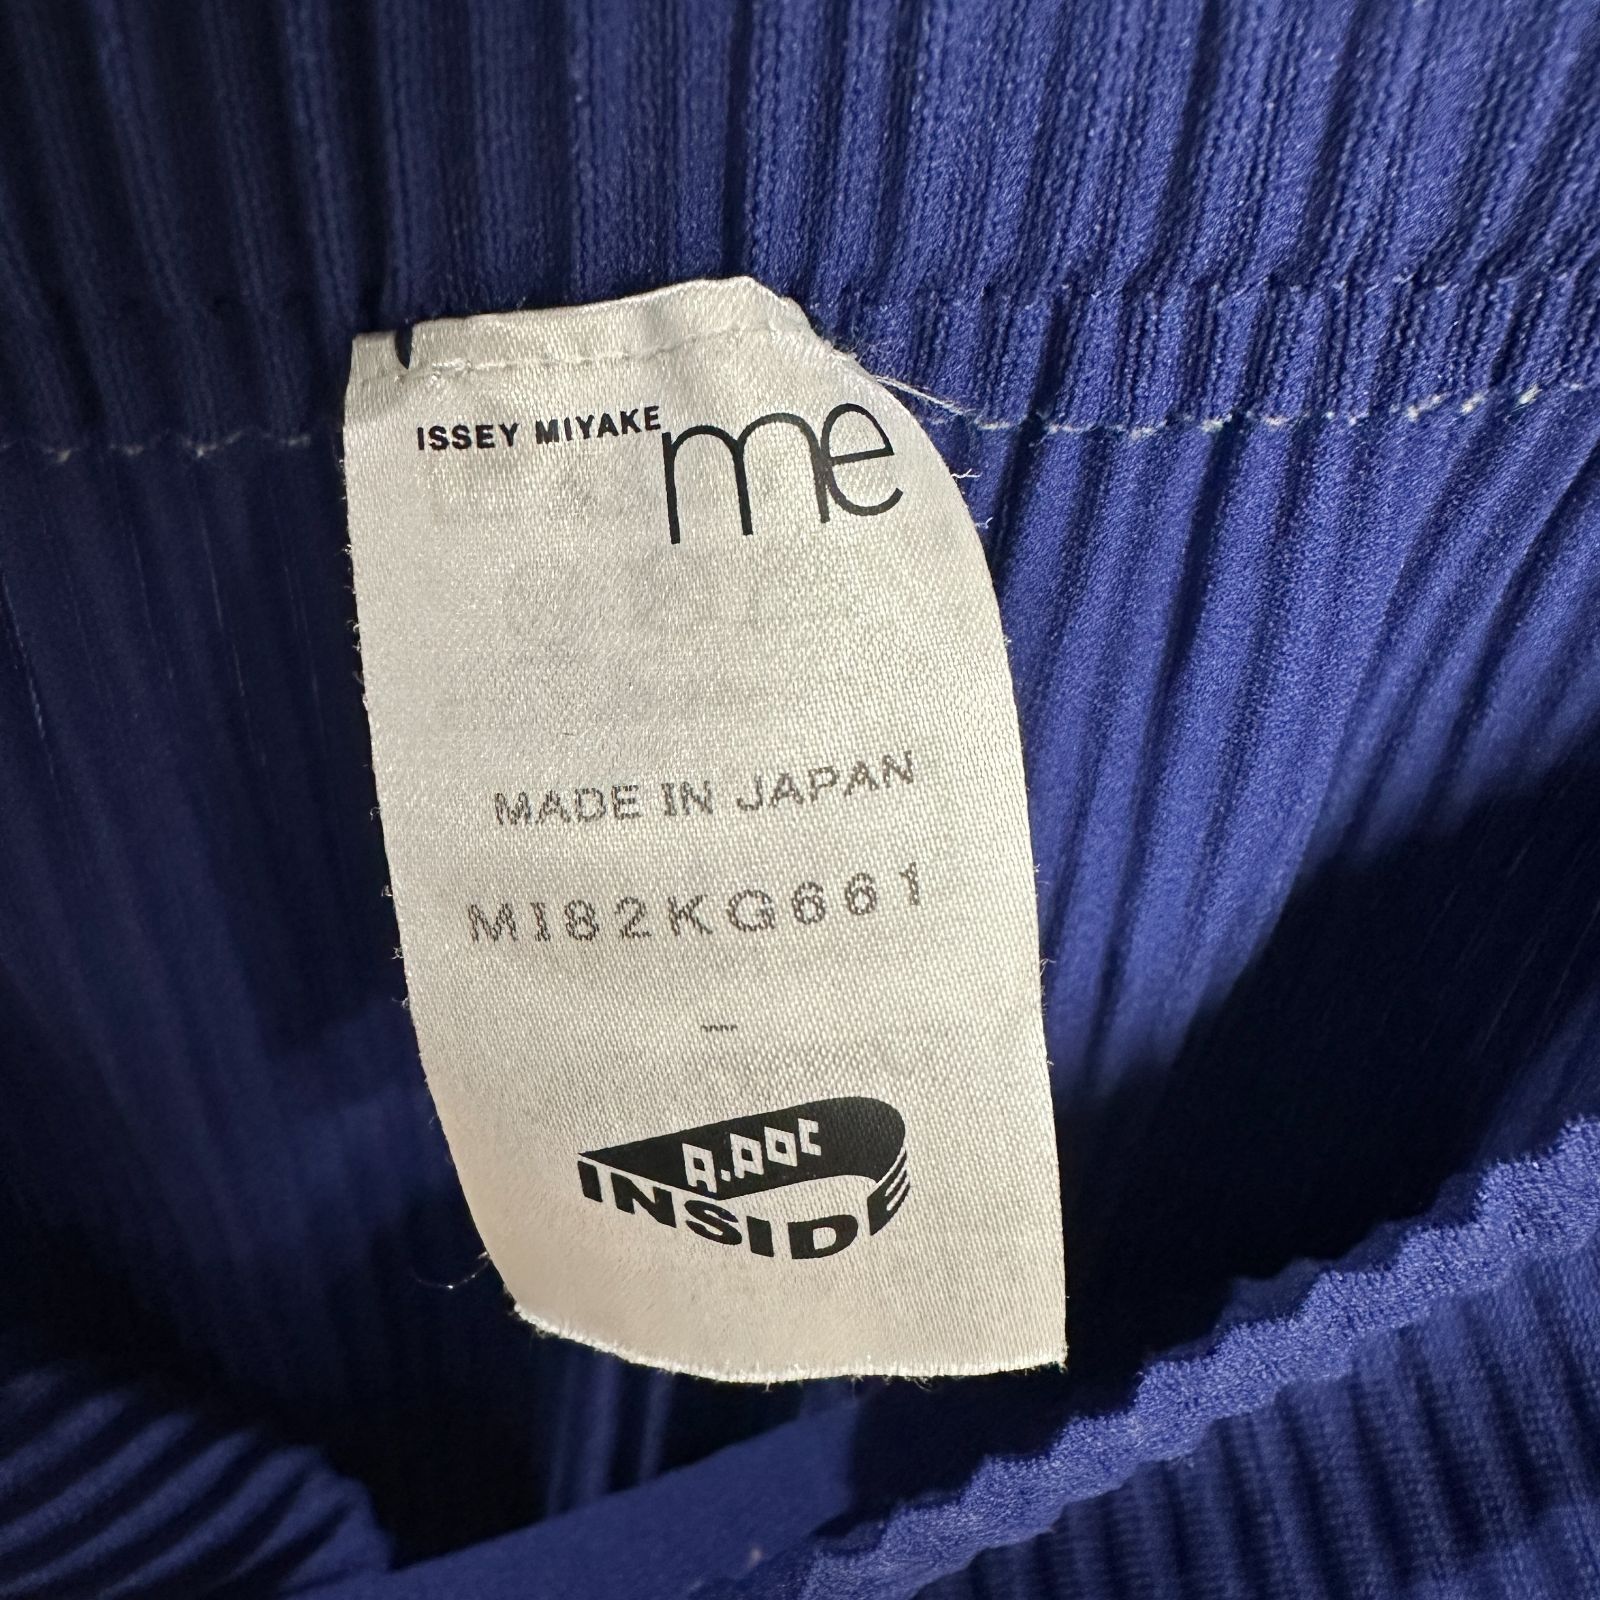 ISSEY MIYAKE me
MADE IN JAPAN
MI82KG661
A.POC
INSIDE